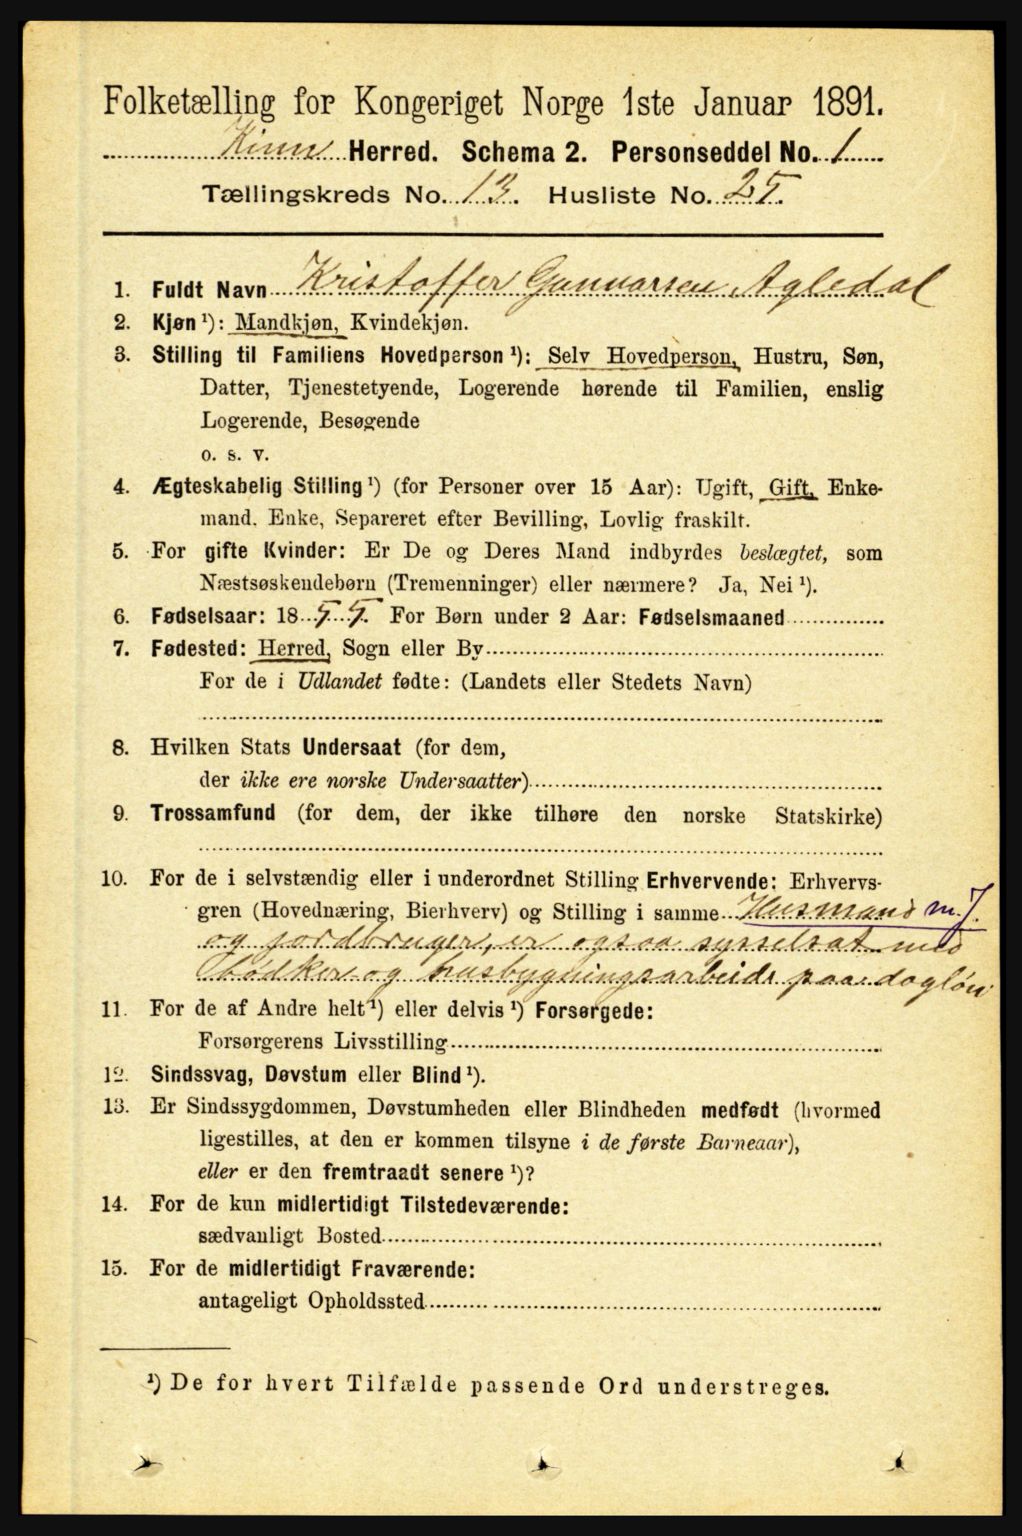 Folketælling for Kongeriget Norge 1ste Januar 1891.
Kinn Herred. Schema 2. Personseddel No. 1
Tællingskreds No. 13. Husliste No. 25.
1. Fuldt Navn Kristoffer Gunnarsen Agledal
2. Kjøn ¹): Mandkjøn, Kvindekjøn.
3. Stilling til Familiens Hovedperson ¹): Selv Hovedperson, Hustru, Søn,
Datter, Tjenestetyende, Logerende hørende til Familien, enslig
Logerende, Besøgende
o. s. v.
4. Ægteskabelig Stilling ¹) (for Personer over 15 Aar): Ugift, Gift, Enke-
mand. Enke, Separeret efter Bevilling, Lovlig fraskilt.
5. For gifte Kvinder: Er De og Deres Mand indbyrdes beslægtet, som
Næstsøskendebørn (Tremenninger) eller nærmere? Ja, Nei ¹).
6. Fødselsaar: 1855. For Børn under 2 Aar: Fødselsmaaned
7. Fødested: Herred, Sogn eller By
For de i Udlandet fødte: (Landets eller Stedets Navn)
8. Hvilken Stats Undersaat (for dem,
der ikke ere norske Undersaatter)
9. Trossamfund (for dem, der ikke tilhøre den norske Statskirke)
10. For de i selvstændig eller i underordnet Stilling Erhvervende: Erhvervs-
gren (Hovednæring, Bierhverv) og Stilling i samme Husmand m. J.
og jordbruger, er ogsaa sysselsat med
Bødker og husbygningsarbeide paa dagløn
11. For de af Andre helt ¹) eller delvis ¹) Forsørgede:
Forsørgerens Livsstilling
12. Sindssvag, Døvstum eller Blind ¹).
13. Er Sindssygdommen, Døvstumheden eller Blindheden medfødt (hvormed
ligestilles, at den er kommen tilsyne i de første Barneaar),
eller er den fremtraadt senere ¹)?
14. For de kun midlertidigt Tilstedeværende:
sædvanligt Bosted
15. For de midlertidigt Fraværende:
antageligt Opholdssted
¹) De for hvert Tilfælde passende Ord understreges.